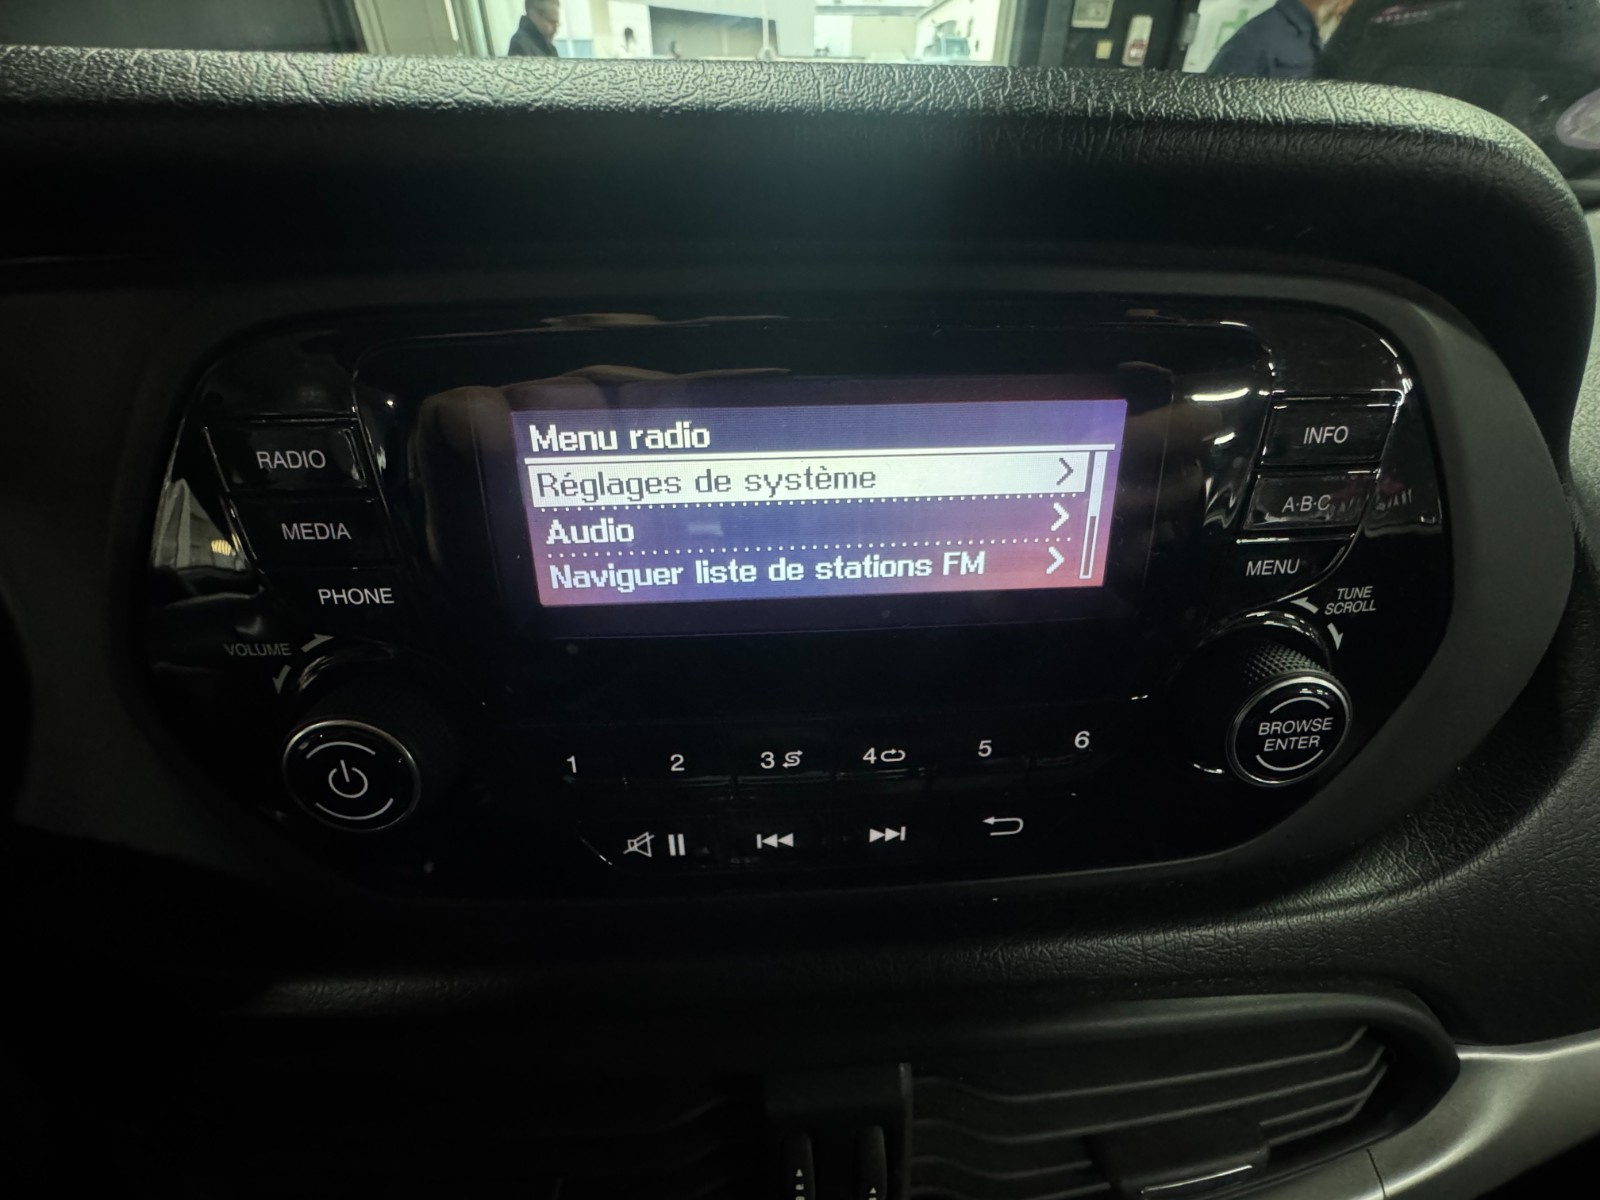 Menu radio
Réglages de système
Audio
Naviguer liste de stations FM
RADIO
MEDIA
PHONE
VOLUME
INFO
A·B·C
MENU
TUNE
SCROLL
BROWSE
ENTER
1
2
3
4
5
6